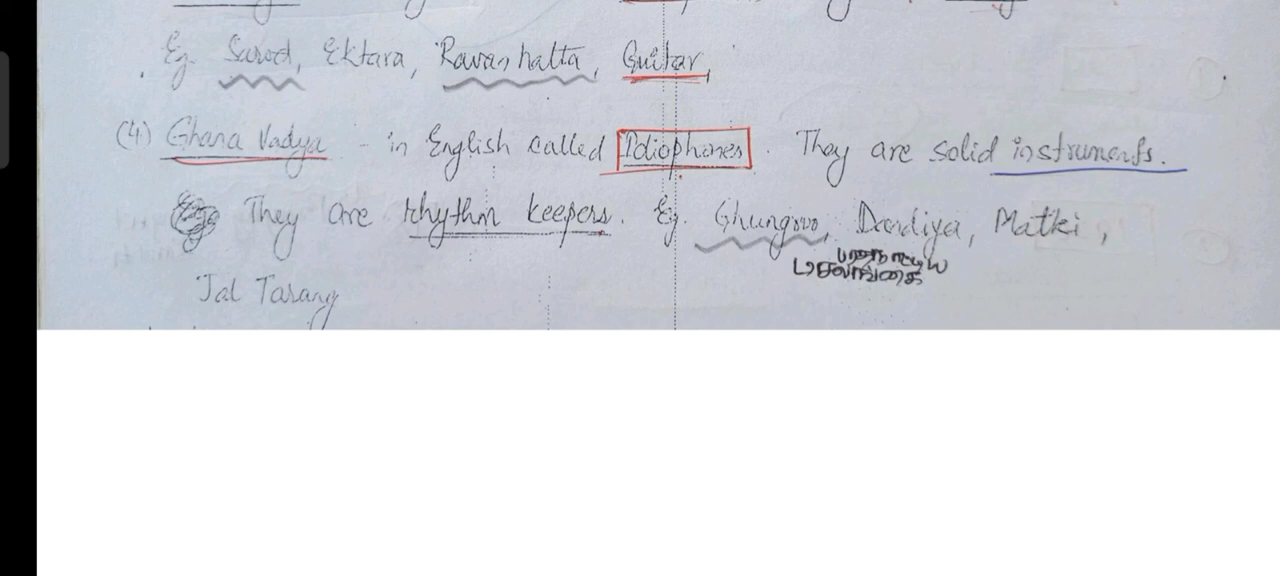 Eg. Sarod, Ektara, Ravanhatta, Guitar,
(4) Ghana Vadya - in English called Idiophones. They are solid instruments.
They are rhythm keepers. Eg. Ghungroo, Dandiya, Matki,
Jal Tarang